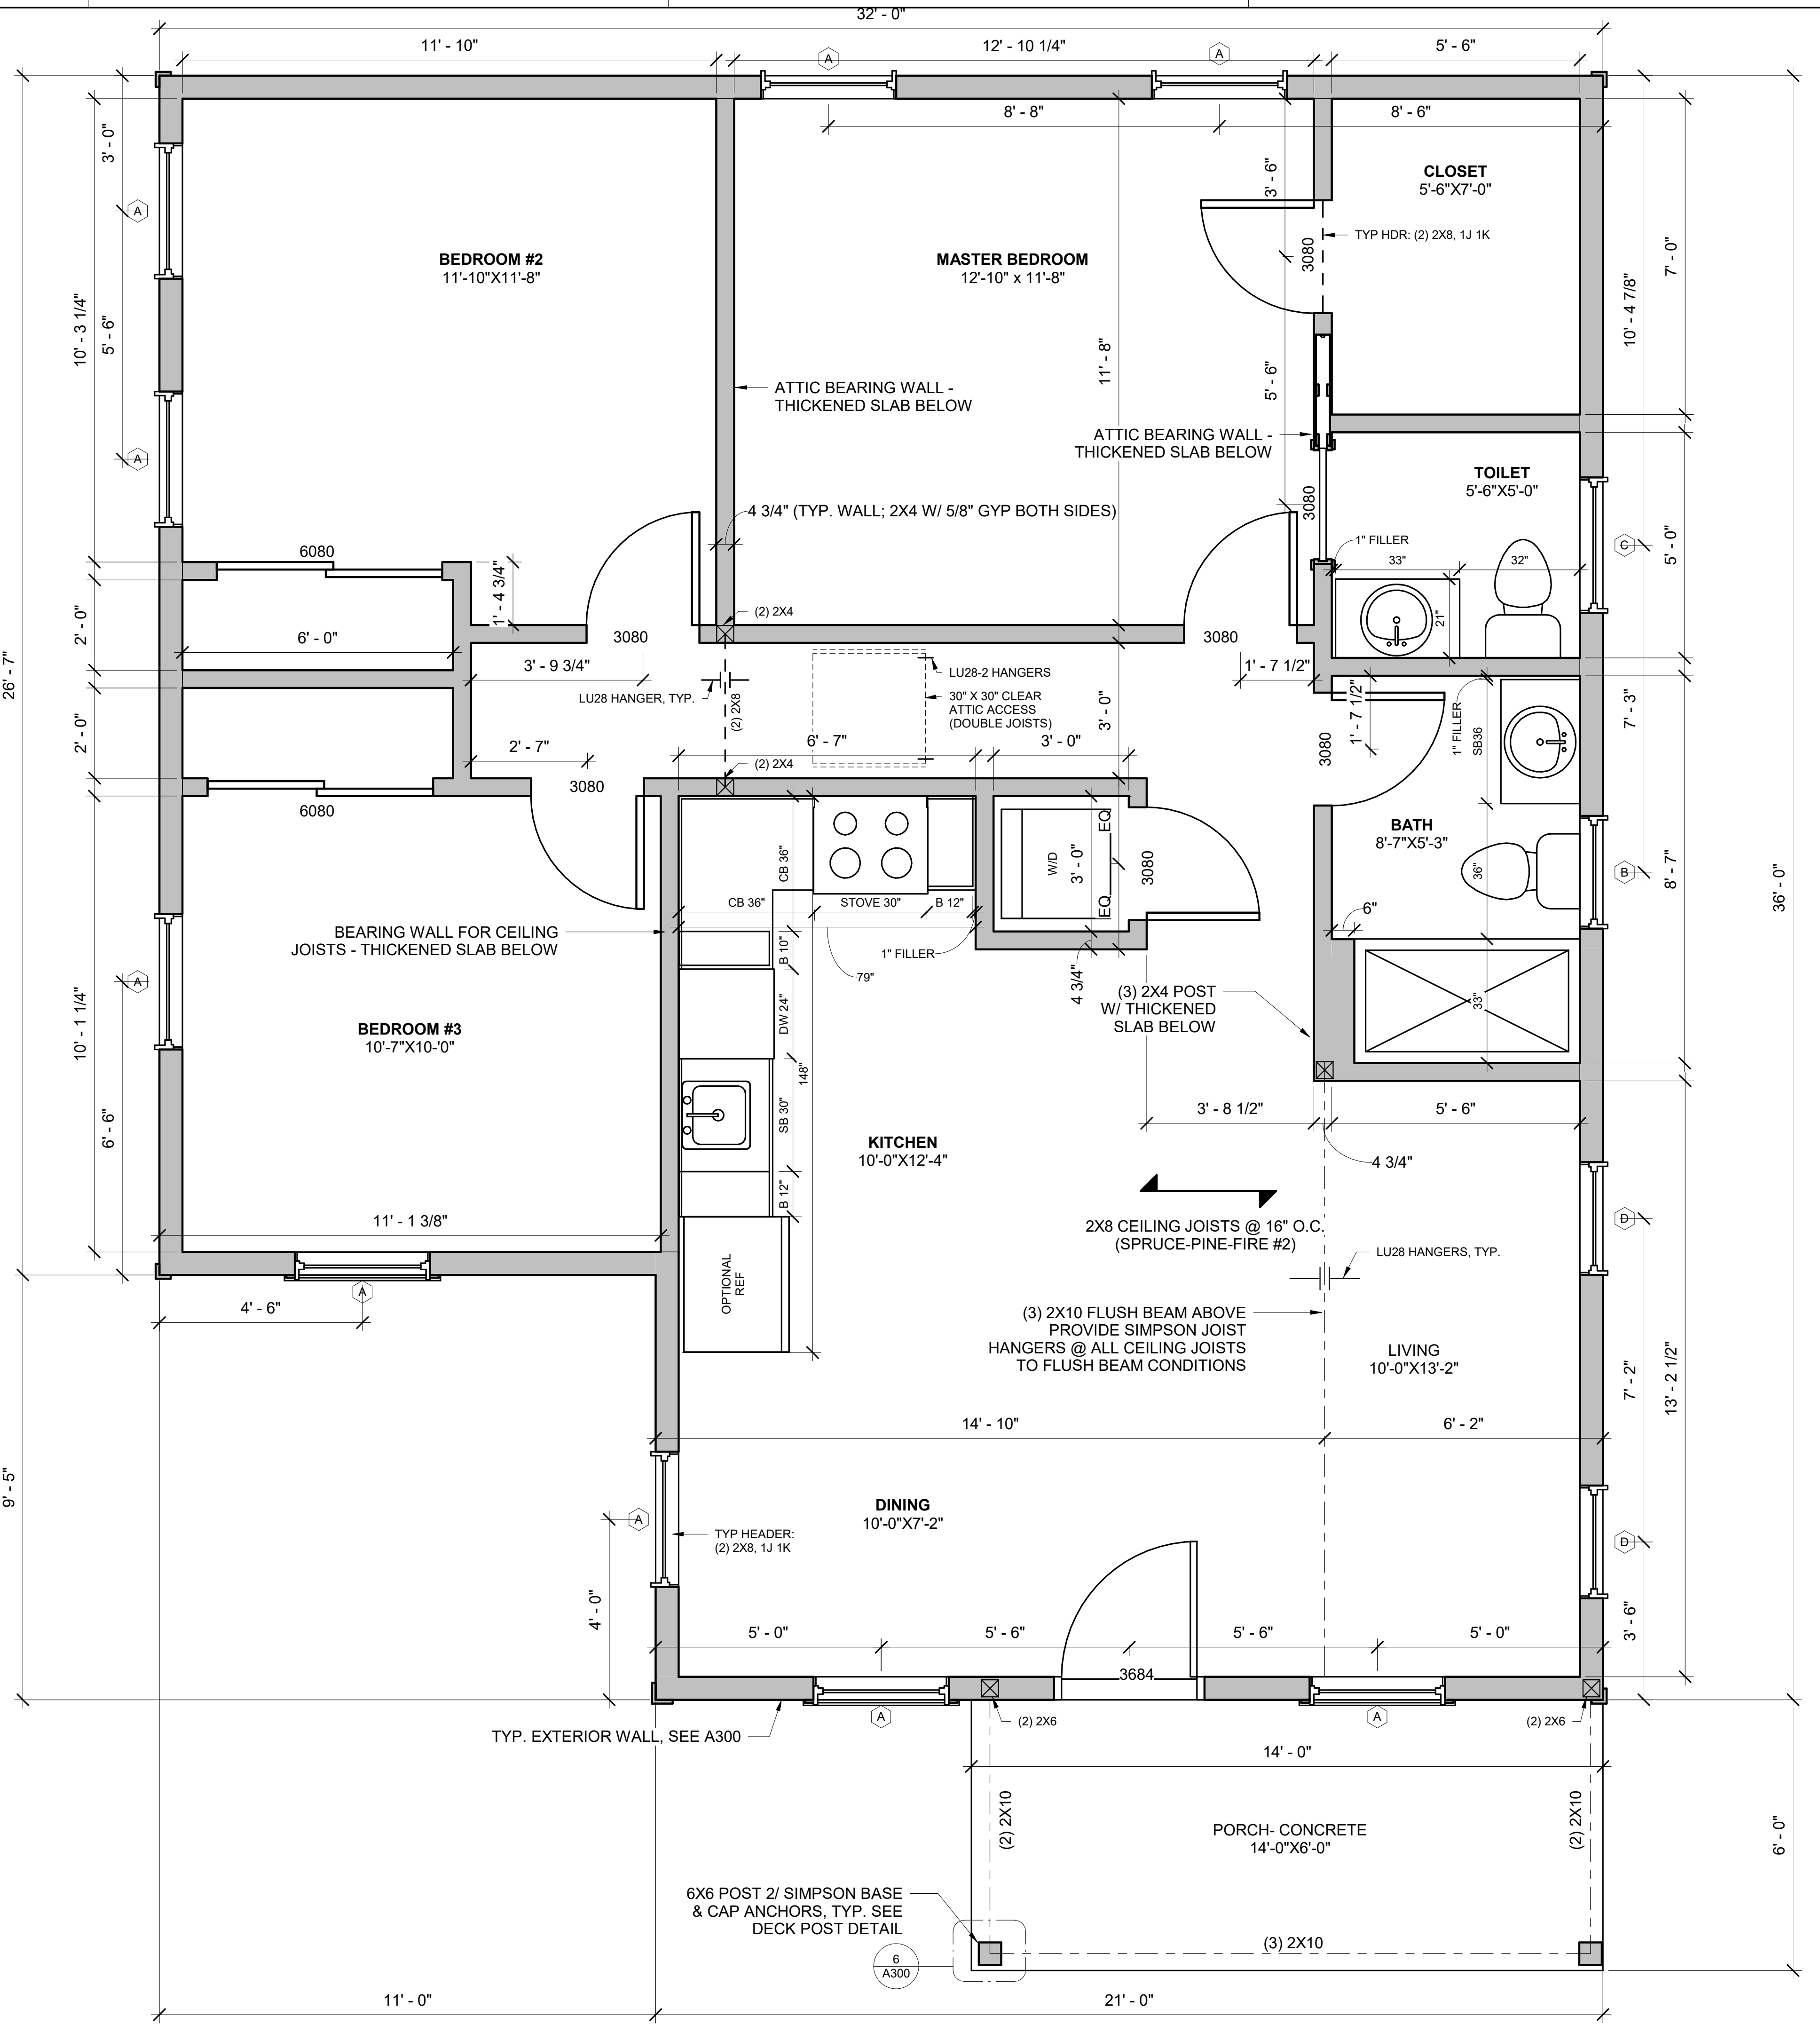 32' - 0"
11' - 10"
12' - 10 1/4"
5' - 6"
A
A
8' - 8"
8' - 6"
3' - 0"
3' - 6"
CLOSET
5'-6"X7'-0"
A
TYP HDR: (2) 2X8, 1J 1K
3080
7' - 0"
BEDROOM #2
11'-10"X11'-8"
MASTER BEDROOM
12'-10" x 11'-8"
10' - 3 1/4"
5' - 6"
10' - 4 7/8"
11' - 8"
5' - 6"
ATTIC BEARING WALL -
THICKENED SLAB BELOW
ATTIC BEARING WALL -
THICKENED SLAB BELOW
A
TOILET
5'-6"X5'-0"
3080
4 3/4" (TYP. WALL; 2X4 W/ 5/8" GYP BOTH SIDES)
1" FILLER
C
5' - 0"
6080
33"
32"
1' - 4 3/4"
21"
(2) 2X4
2' - 0"
6' - 0"
3080
3080
26' - 7"
3' - 9 3/4"
LU28-2 HANGERS
1' - 7 1/2"
LU28 HANGER, TYP.
(2) 2X8
30" X 30" CLEAR
ATTIC ACCESS
(DOUBLE JOISTS)
3' - 0"
1' - 7 1/2"
1" FILLER
SB36
7' - 3"
2' - 0"
2' - 7"
6' - 7"
3' - 0"
3080
(2) 2X4
3080
6080
BATH
8'-7"X5'-3"
CB 36"
W/D
3' - 0"
EQ
EQ
3080
36"
B
8' - 7"
36' - 0"
CB 36"
STOVE 30"
B 12"
6"
BEARING WALL FOR CEILING
JOISTS - THICKENED SLAB BELOW
B 10"
1" FILLER
79"
A
4 3/4"
(3) 2X4 POST
W/ THICKENED
SLAB BELOW
33"
DW 24"
10' - 1 1/4"
BEDROOM #3
10'-7"X10'-0"
148"
6' - 6"
SB 30"
3' - 8 1/2"
5' - 6"
KITCHEN
10'-0"X12'-4"
4 3/4"
B 12"
11' - 1 3/8"
D
2X8 CEILING JOISTS @ 16" O.C.
(SPRUCE-PINE-FIRE #2)
LU28 HANGERS, TYP.
OPTIONAL
REF
A
4' - 6"
(3) 2X10 FLUSH BEAM ABOVE
PROVIDE SIMPSON JOIST
HANGERS @ ALL CEILING JOISTS
TO FLUSH BEAM CONDITIONS
LIVING
10'-0"X13'-2"
7' - 2"
13' - 2 1/2"
14' - 10"
6' - 2"
9' - 5"
DINING
10'-0"X7'-2"
A
TYP HEADER:
(2) 2X8, 1J 1K
D
4' - 0"
5' - 0"
5' - 6"
5' - 6"
5' - 0"
3' - 6"
3684
A
A
(2) 2X6
(2) 2X6
TYP. EXTERIOR WALL, SEE A300
14' - 0"
(2) 2X10
(2) 2X10
PORCH- CONCRETE
14'-0"X6'-0"
6' - 0"
6X6 POST 2/ SIMPSON BASE
& CAP ANCHORS, TYP. SEE
DECK POST DETAIL
(3) 2X10
6
A300
11' - 0"
21' - 0"